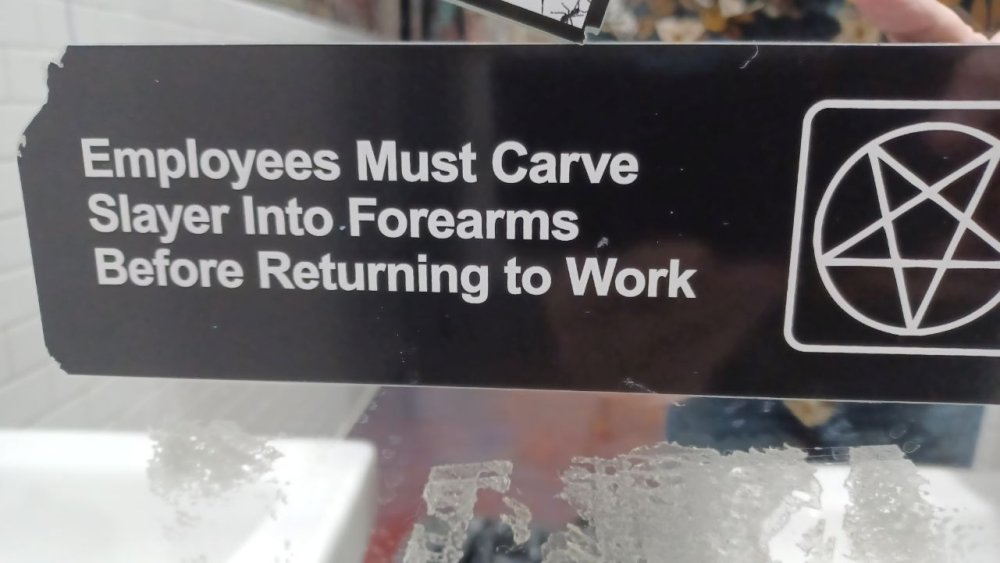 Employees Must Carve
Slayer Into Forearms
Before Returning to Work